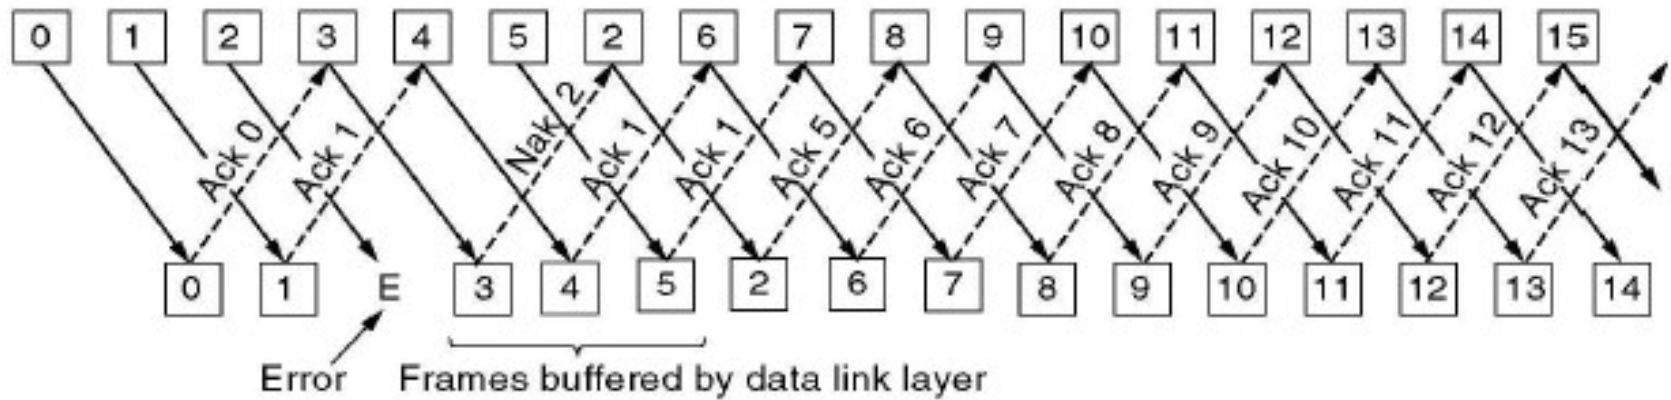 0 1 2 3 4 5 2 6 7 8 9 10 11 12 13 14 15
Ack 0 Ack 1 Nak 2 Ack 1 Ack 1 Ack 5 Ack 6 Ack 7 Ack 8 Ack 9 Ack 10 Ack 11 Ack 12 Ack 13
0 1 E 3 4 5 2 6 7 8 9 10 11 12 13 14
Error Frames buffered by data link layer